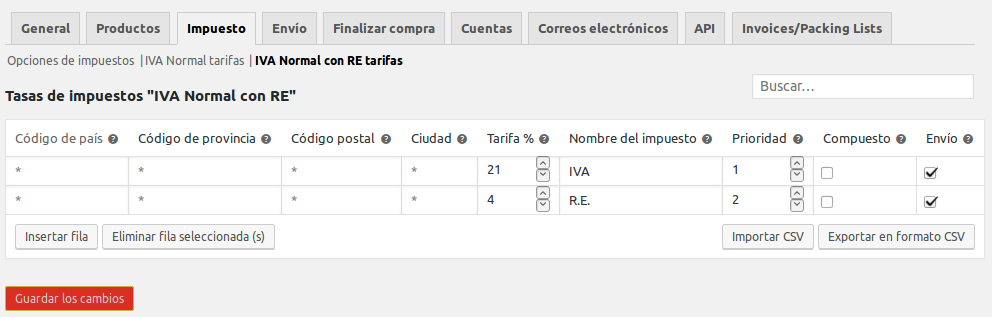 General Productos Impuesto Envío Finalizar compra Cuentas Correos electrónicos API Invoices/Packing Lists
Opciones de impuestos | IVA Normal tarifas | IVA Normal con RE tarifas
Buscar...
Tasas de impuestos "IVA Normal con RE"
Código de país ? Código de provincia ? Código postal ? Ciudad ? Tarifa % ? Nombre del impuesto ? Prioridad ? Compuesto ? Envío ?
* * * * 21 IVA 1
* * * * 4 R.E. 2
Insertar fila Eliminar fila seleccionada (s) Importar CSV Exportar en formato CSV
Guardar los cambios